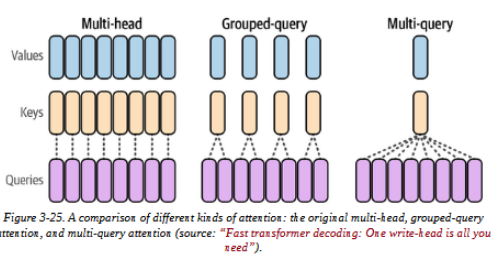 Multi-head Grouped-query Multi-query
Values
Keys
Queries
Figure 3-25. A comparison of different kinds of attention: the original multi-head, grouped-query
attention, and multi-query attention (source: “Fast transformer decoding: One write-head is all you
need”).